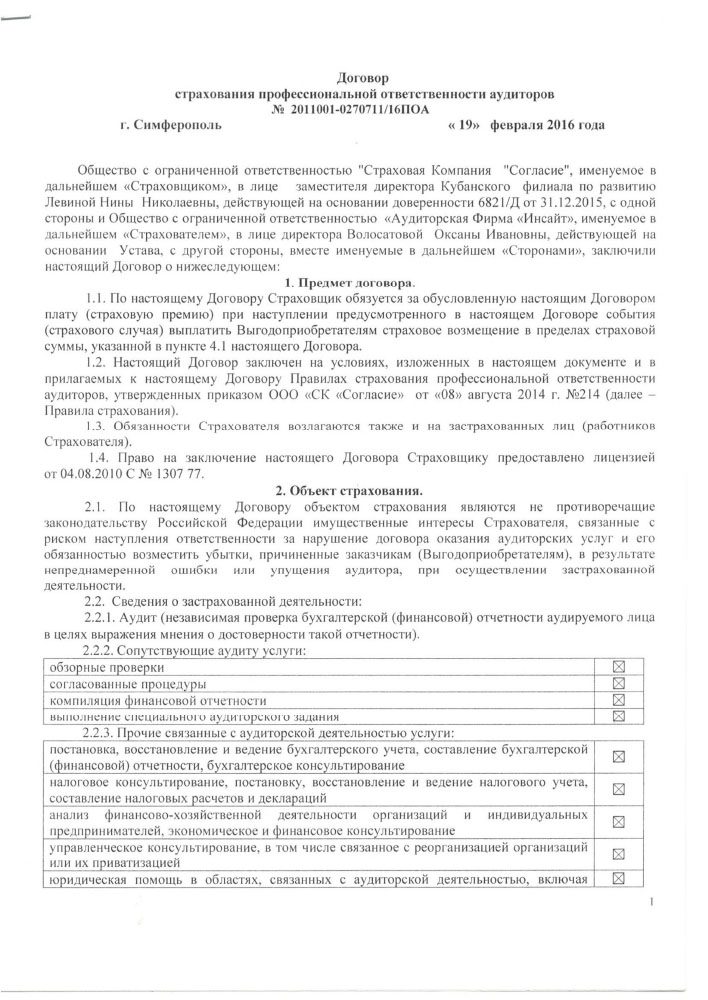 Договор
страхования профессиональной ответственности аудиторов
№ 2011001-0270711/16ПОА
г. Симферополь « 19» февраля 2016 года
Общество с ограниченной ответственностью "Страховая Компания "Согласие", именуемое в
дальнейшем «Страховщиком», в лице заместителя директора Кубанского филиала по развитию
Левиной Нины Николаевны, действующей на основании доверенности 6821/Д от 31.12.2015, с одной
стороны и Общество с ограниченной ответственностью «Аудиторская Фирма «Инсайт», именуемое в
дальнейшем «Страхователем», в лице директора Волосатовой Оксаны Ивановны, действующей на
основании Устава, с другой стороны, вместе именуемые в дальнейшем «Сторонами», заключили
настоящий Договор о нижеследующем:
1. Предмет договора.
1.1. По настоящему Договору Страховщик обязуется за обусловленную настоящим Договором
плату (страховую премию) при наступлении предусмотренного в настоящем Договоре события
(страхового случая) выплатить Выгодоприобретателям страховое возмещение в пределах страховой
суммы, указанной в пункте 4.1 настоящего Договора.
1.2. Настоящий Договор заключен на условиях, изложенных в настоящем документе и в
прилагаемых к настоящему Договору Правилах страхования профессиональной ответственности
аудиторов, утвержденных приказом ООО «СК «Согласие» от «08» августа 2014 г. №214 (далее –
Правила страхования).
1.3. Обязанности Страхователя возлагаются также и на застрахованных лиц (работников
Страхователя).
1.4. Право на заключение настоящего Договора Страховщику предоставлено лицензией
от 04.08.2010 С № 1307 77.
2. Объект страхования.
2.1. По настоящему Договору объектом страхования являются не противоречащие
законодательству Российской Федерации имущественные интересы Страхователя, связанные с
риском наступления ответственности за нарушение договора оказания аудиторских услуг и его
обязанностью возместить убытки, причиненные заказчикам (Выгодоприобретателям), в результате
непреднамеренной ошибки или упущения аудитора, при осуществлении застрахованной
деятельности.
2.2. Сведения о застрахованной деятельности:
2.2.1. Аудит (независимая проверка бухгалтерской (финансовой) отчетности аудируемого лица
в целях выражения мнения о достоверности такой отчетности).
2.2.2. Сопутствующие аудиту услуги:
обзорные проверки ☒
согласованные процедуры ☒
компиляция финансовой отчетности ☒
выполнение специального аудиторского задания ☒
2.2.3. Прочие связанные с аудиторской деятельностью услуги:
постановка, восстановление и ведение бухгалтерского учета, составление бухгалтерской
(финансовой) отчетности, бухгалтерское консультирование ☒
налоговое консультирование, постановку, восстановление и ведение налогового учета,
составление налоговых расчетов и деклараций ☒
анализ финансово-хозяйственной деятельности организаций и индивидуальных
предпринимателей, экономическое и финансовое консультирование ☒
управленческое консультирование, в том числе связанное с реорганизацией организаций
или их приватизацией ☒
юридическая помощь в областях, связанных с аудиторской деятельностью, включая ☒
1